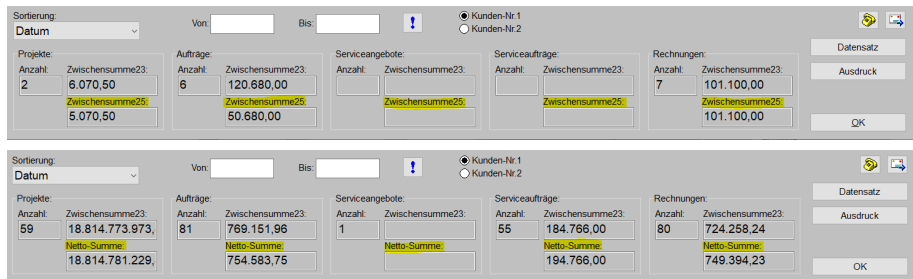 Sortierung:
Datum
Von:
Bis:
!
Kunden-Nr.1
Kunden-Nr.2
Datensatz
Ausdruck
OK
Projekte:
Anzahl: Zwischensumme23:
2 6.070,50
Zwischensumme25:
5.070,50
Aufträge:
Anzahl: Zwischensumme23:
6 120.680,00
Zwischensumme25:
50.680,00
Serviceangebote:
Anzahl: Zwischensumme23:
Zwischensumme25:
Serviceaufträge:
Anzahl: Zwischensumme23:
Zwischensumme25:
Rechnungen:
Anzahl: Zwischensumme23:
7 101.100,00
Zwischensumme25:
101.100,00
Sortierung:
Datum
Von:
Bis:
!
Kunden-Nr.1
Kunden-Nr.2
Datensatz
Ausdruck
OK
Projekte:
Anzahl: Zwischensumme23:
59 18.814.773.973,
Netto-Summe:
18.814.781.229,
Aufträge:
Anzahl: Zwischensumme23:
81 769.151,96
Netto-Summe:
754.583,75
Serviceangebote:
Anzahl: Zwischensumme23:
1
Netto-Summe:
Serviceaufträge:
Anzahl: Zwischensumme23:
55 184.766,00
Netto-Summe:
194.766,00
Rechnungen:
Anzahl: Zwischensumme23:
80 724.258,24
Netto-Summe:
749.394,23